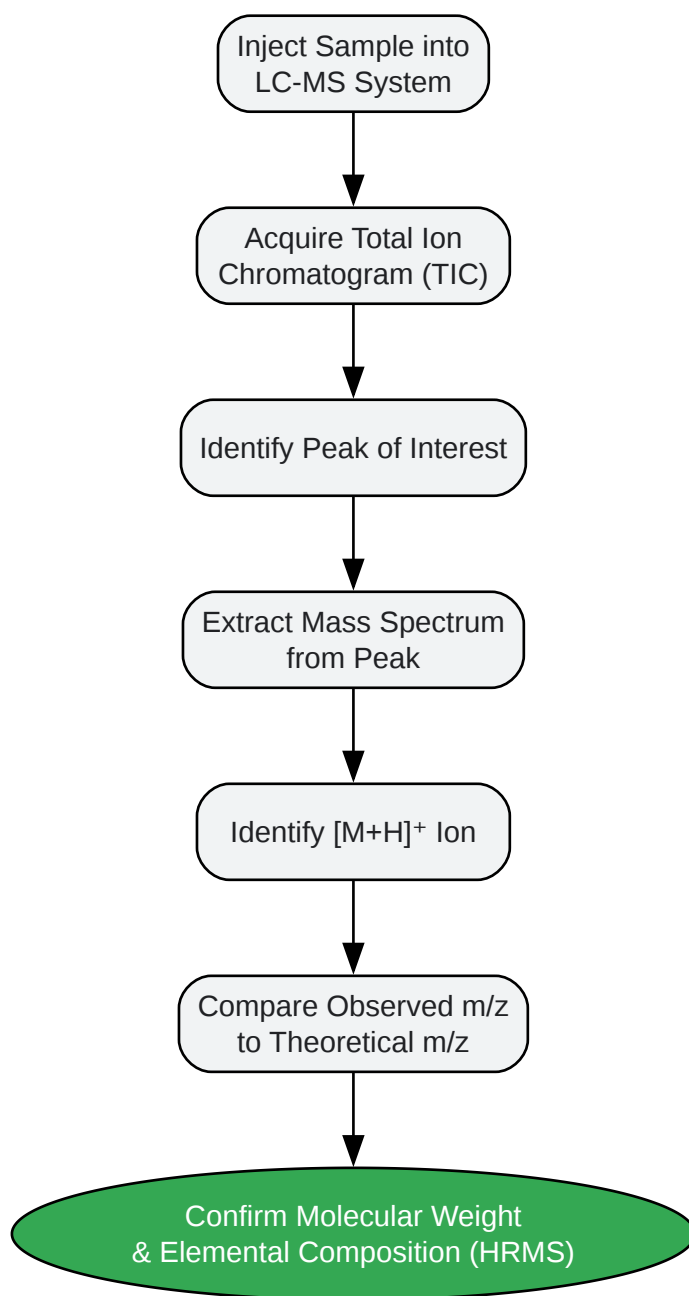 Inject Sample into
LC-MS System
Acquire Total Ion
Chromatogram (TIC)
Identify Peak of Interest
Extract Mass Spectrum
from Peak
Identify [M+H]⁺ Ion
Compare Observed m/z
to Theoretical m/z
Confirm Molecular Weight
& Elemental Composition (HRMS)